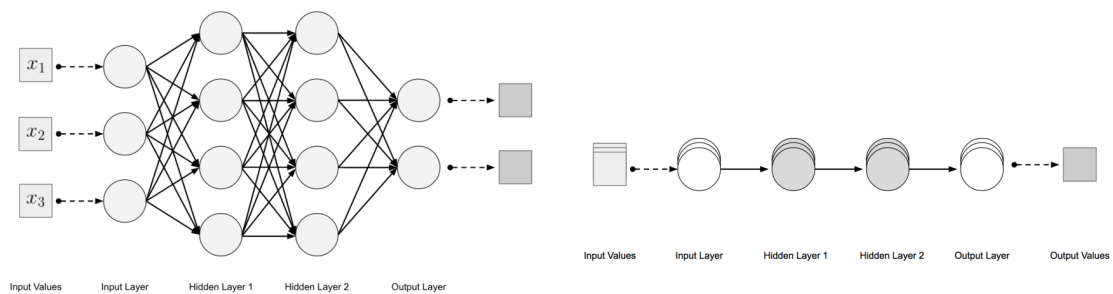 x1
x2
x3
Input Values Input Layer Hidden Layer 1 Hidden Layer 2 Output Layer
Input Values Input Layer Hidden Layer 1 Hidden Layer 2 Output Layer Output Values